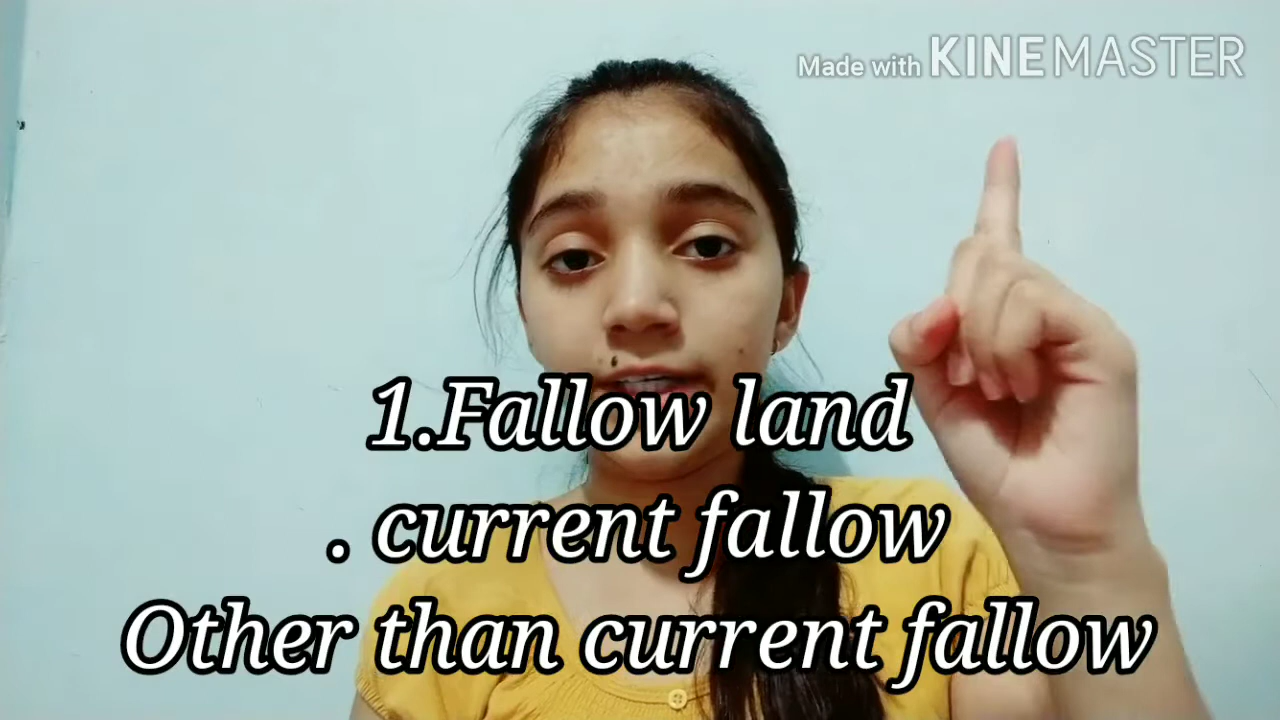 Made with KINEMASTER
1.Fallow land
. current fallow
Other than current fallow